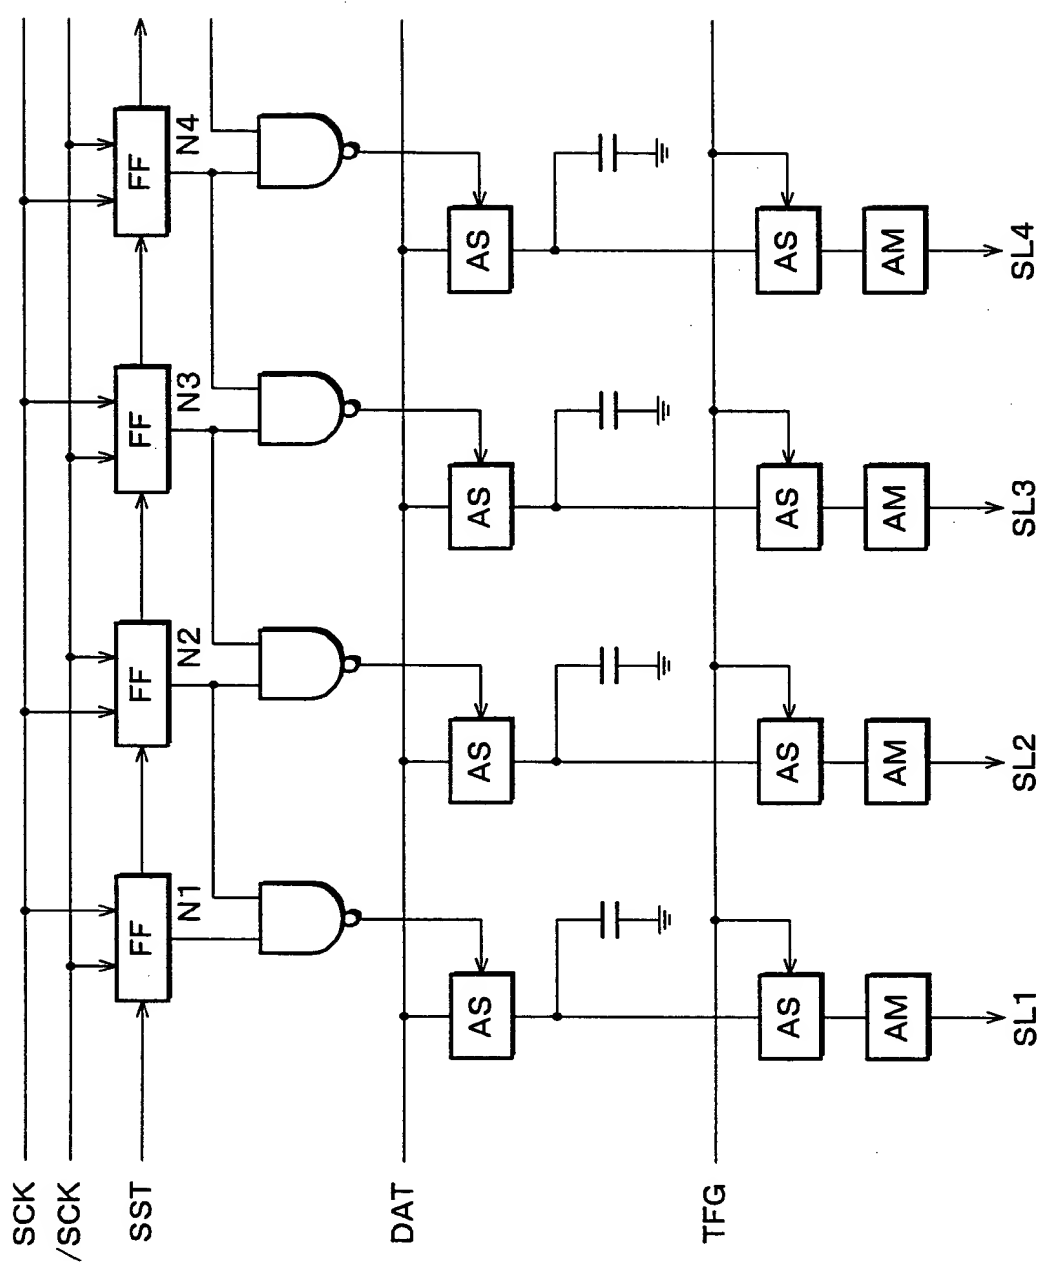 SCK
/SCK
SST
FF
FF
FF
FF
N1
N2
N3
N4
DAT
AS
AS
AS
AS
TFG
AS
AS
AS
AS
AM
AM
AM
AM
SL1
SL2
SL3
SL4